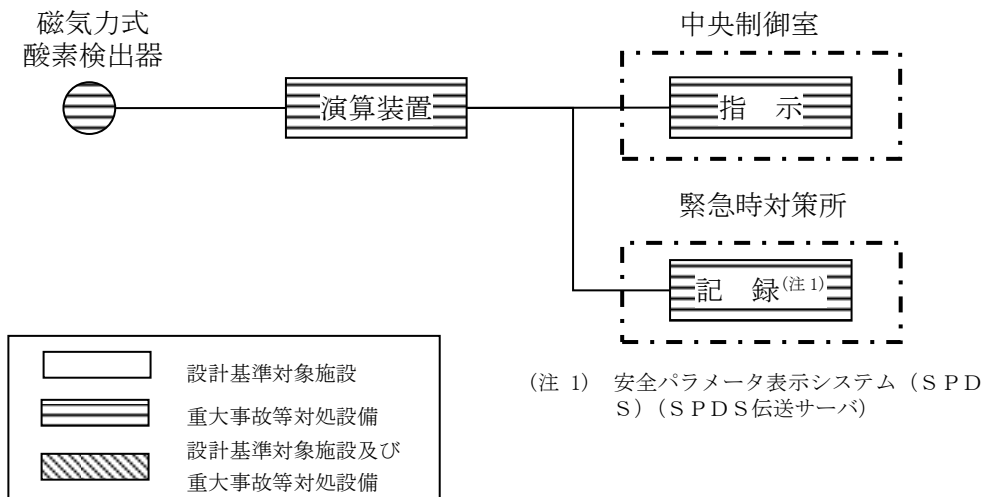 磁気力式
酸素検出器
演算装置
中央制御室
指 示
緊急時対策所
記 録(注1)
設計基準対象施設
重大事故等対処設備
設計基準対象施設及び
重大事故等対処設備
(注 1) 安全パラメータ表示システム(SPD
S)(SPDS伝送サーバ)